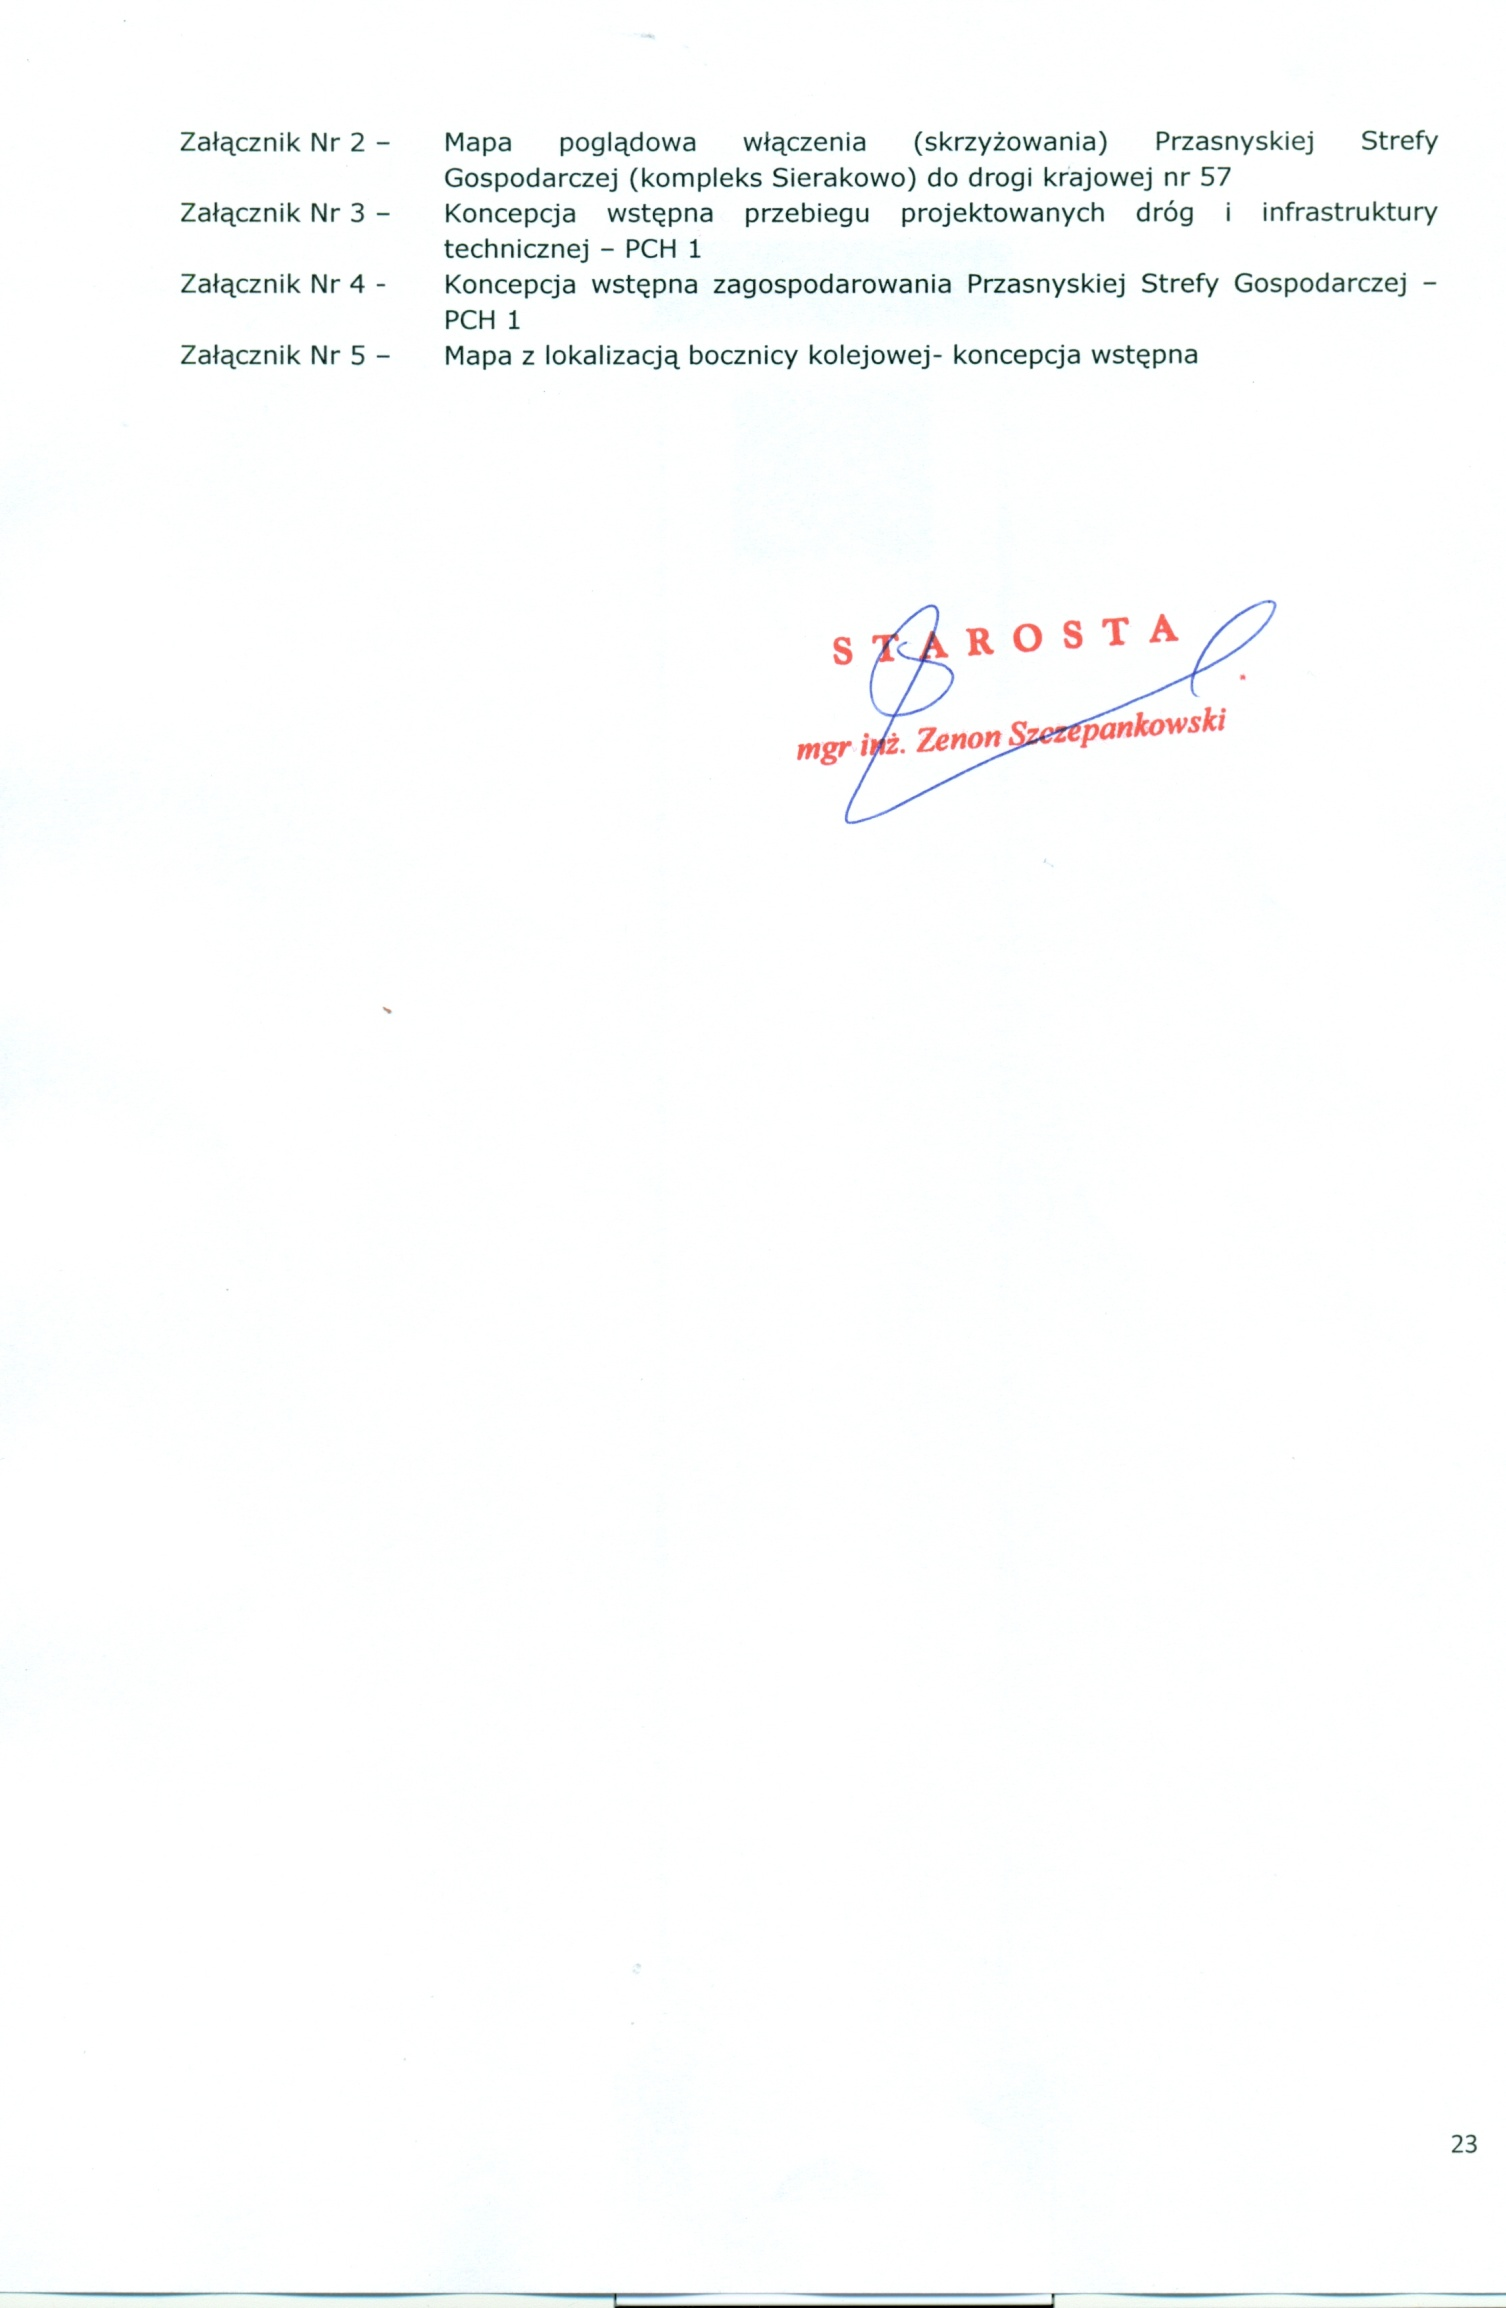 Załącznik Nr 2 – Mapa poglądowa włączenia (skrzyżowania) Przasnyskiej Strefy
Gospodarczej (kompleks Sierakowo) do drogi krajowej nr 57
Załącznik Nr 3 – Koncepcja wstępna przebiegu projektowanych dróg i infrastruktury
technicznej – PCH 1
Załącznik Nr 4 - Koncepcja wstępna zagospodarowania Przasnyskiej Strefy Gospodarczej –
PCH 1
Załącznik Nr 5 – Mapa z lokalizacją bocznicy kolejowej- koncepcja wstępna
STAROSTA
mgr inż. Zenon Szczepankowski
23